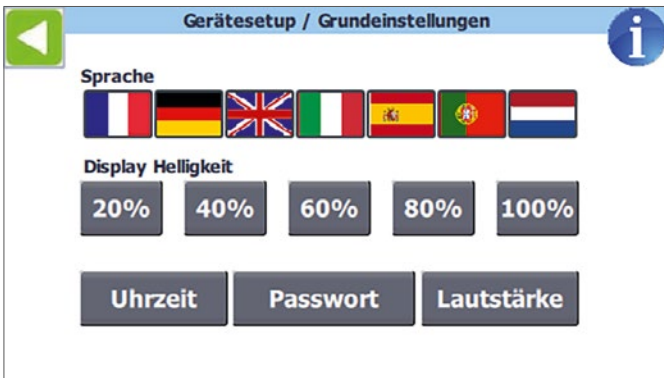 Gerätesetup / Grundeinstellungen
i
Sprache
Display Helligkeit
20% 40% 60% 80% 100%
Uhrzeit Passwort Lautstärke